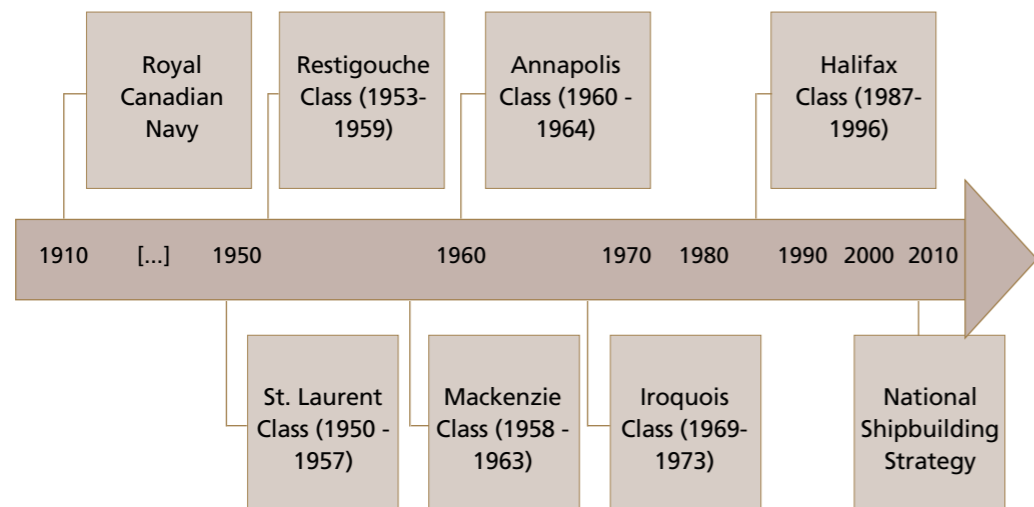 Royal
Canadian
Navy
Restigouche
Class (1953-
1959)
Annapolis
Class (1960 -
1964)
Halifax
Class (1987-
1996)
1910 [...] 1950 1960 1970 1980 1990 2000 2010
St. Laurent
Class (1950 -
1957)
Mackenzie
Class (1958 -
1963)
Iroquois
Class (1969-
1973)
National
Shipbuilding
Strategy